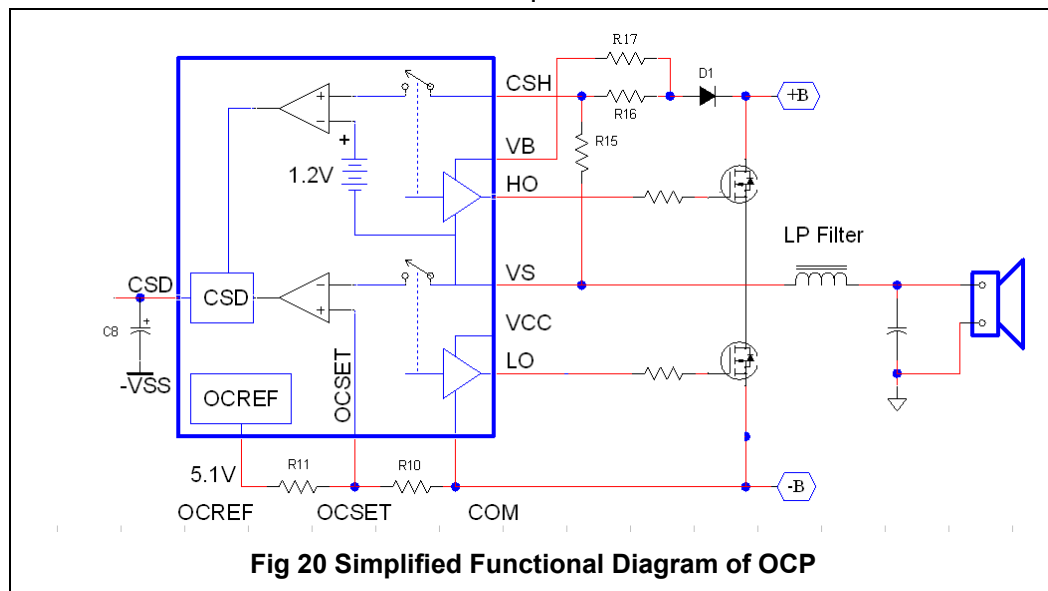 R17
CSH
D1
+B
R16
VB
R15
1.2V
+
HO
+
-
LP Filter
CSD
CSD
-
+
VS
C8
+
VCC
-VSS
LO
OCREF
OCSET
5.1V
R11
R10
-B
OCREF
OCSET
COM
Fig 20 Simplified Functional Diagram of OCP